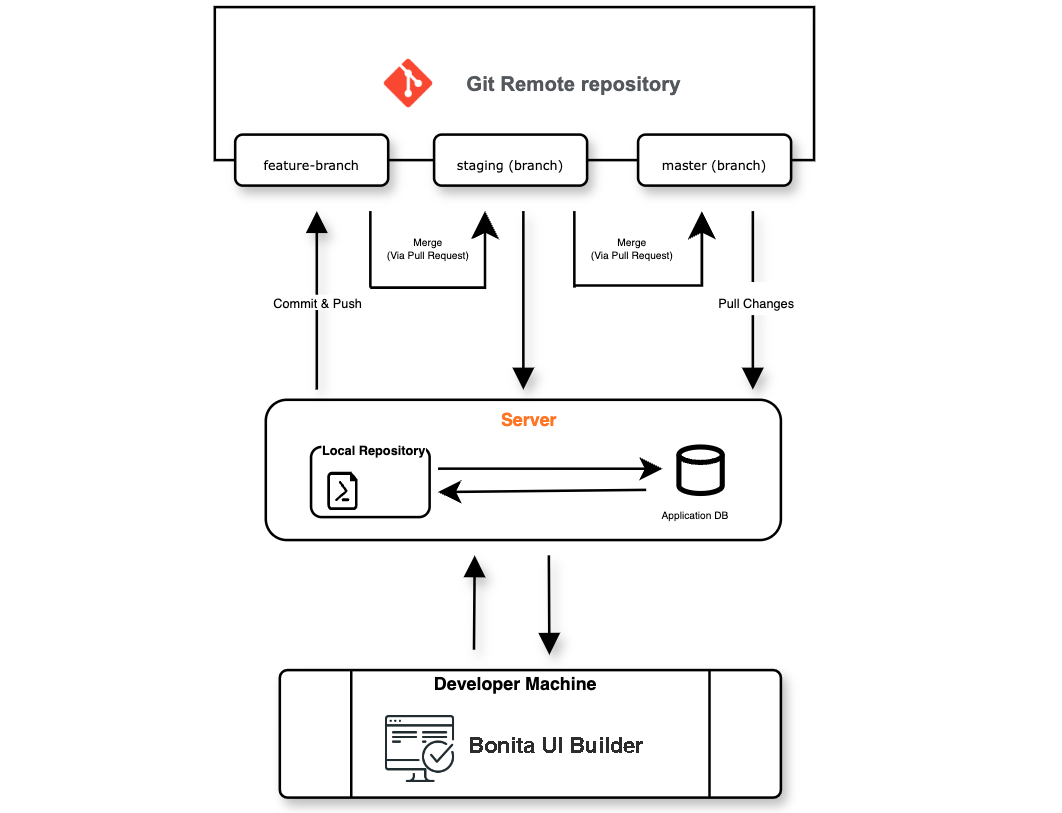 Git Remote repository
feature-branch
staging (branch)
master (branch)
Merge
(Via Pull Request)
Merge
(Via Pull Request)
Commit & Push
Pull Changes
Server
Local Repository
Application DB
Developer Machine
Bonita UI Builder